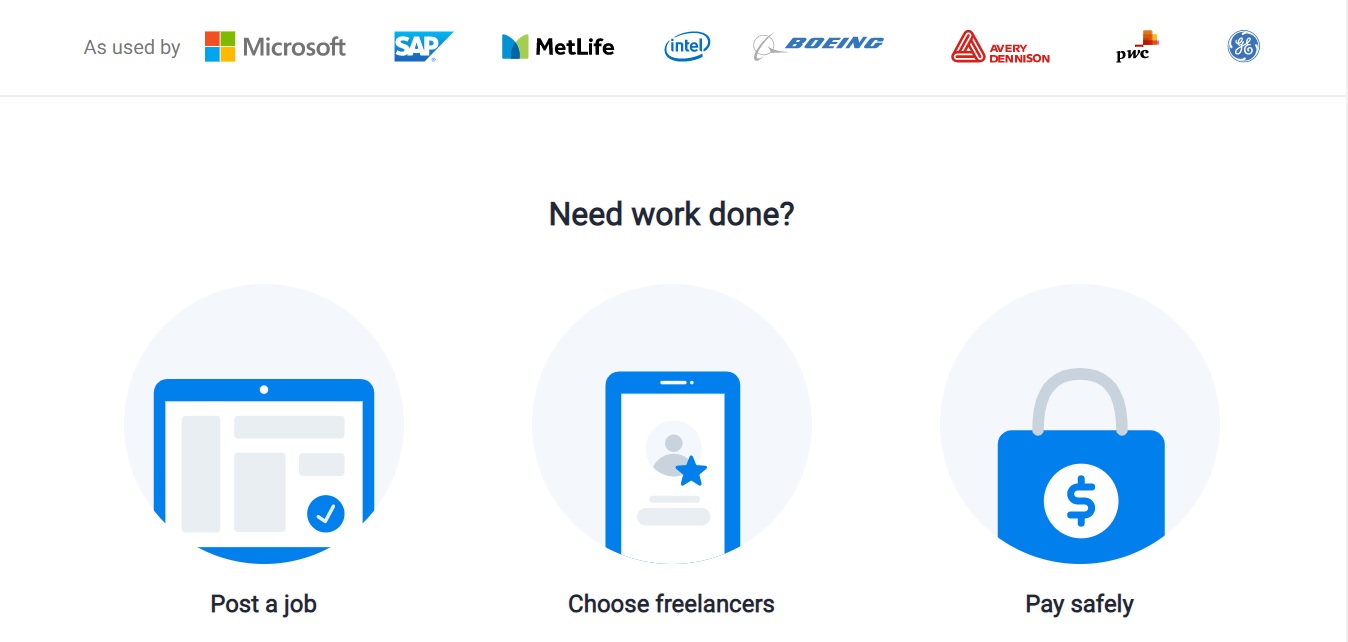 As used by Microsoft SAP MetLife intel BOEING AVERY DENNISON pwc GE
Need work done?
$
Post a job Choose freelancers Pay safely